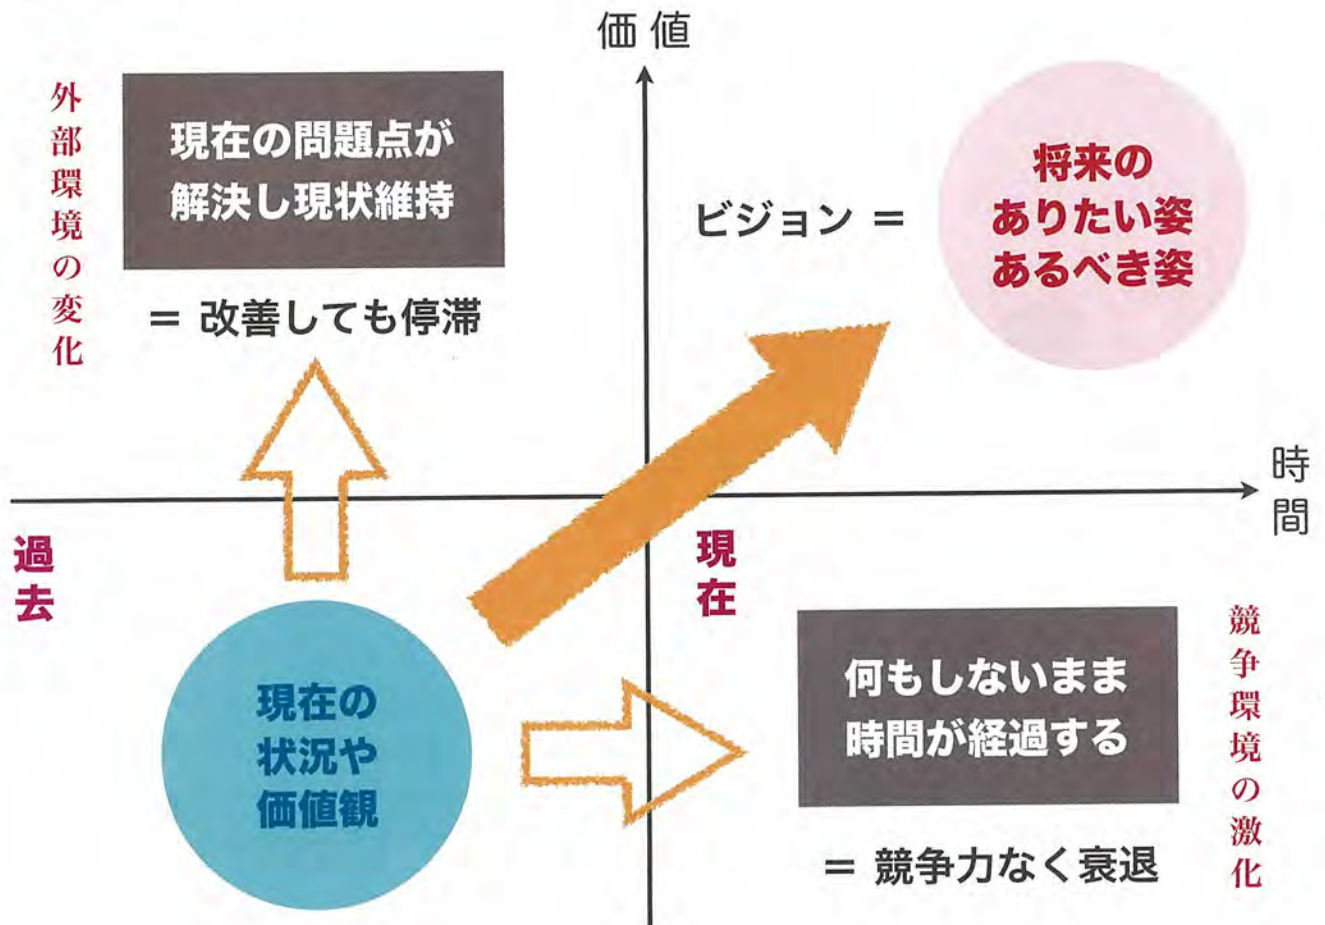 価値
外部環境の変化
現在の問題点が
解決し現状維持
= 改善しても停滞
ビジョン =
将来の
ありたい姿
あるべき姿
時間
過去
現在
現在の
状況や
価値観
何もしないまま
時間が経過する
= 競争力なく衰退
競争環境の激化